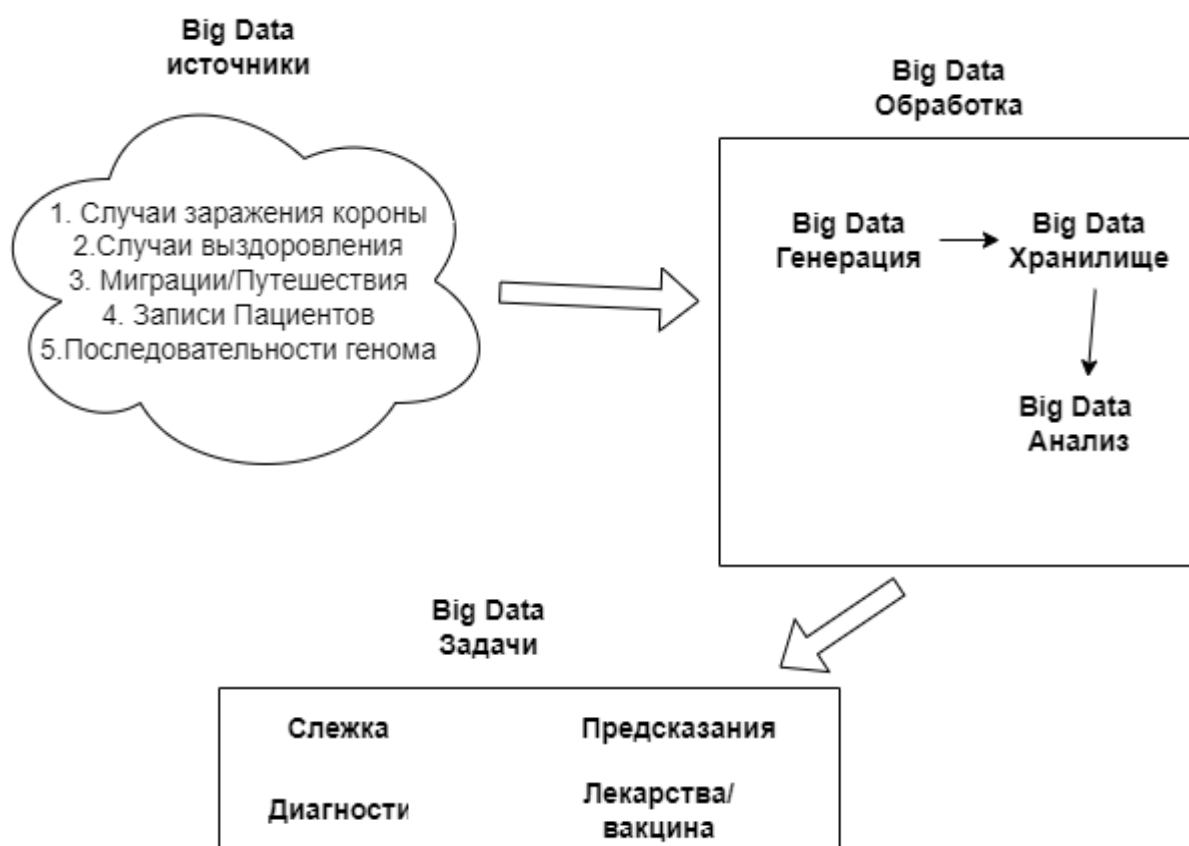 Big Data
источники
1. Случаи заражения короны
2.Случаи выздоровления
3. Миграции/Путешествия
4. Записи Пациентов
5.Последовательности генома
Big Data
Обработка
Big Data
Генерация
Big Data
Хранилище
Big Data
Анализ
Big Data
Задачи
Слежка
Предсказания
Диагности
Лекарства/
вакцина